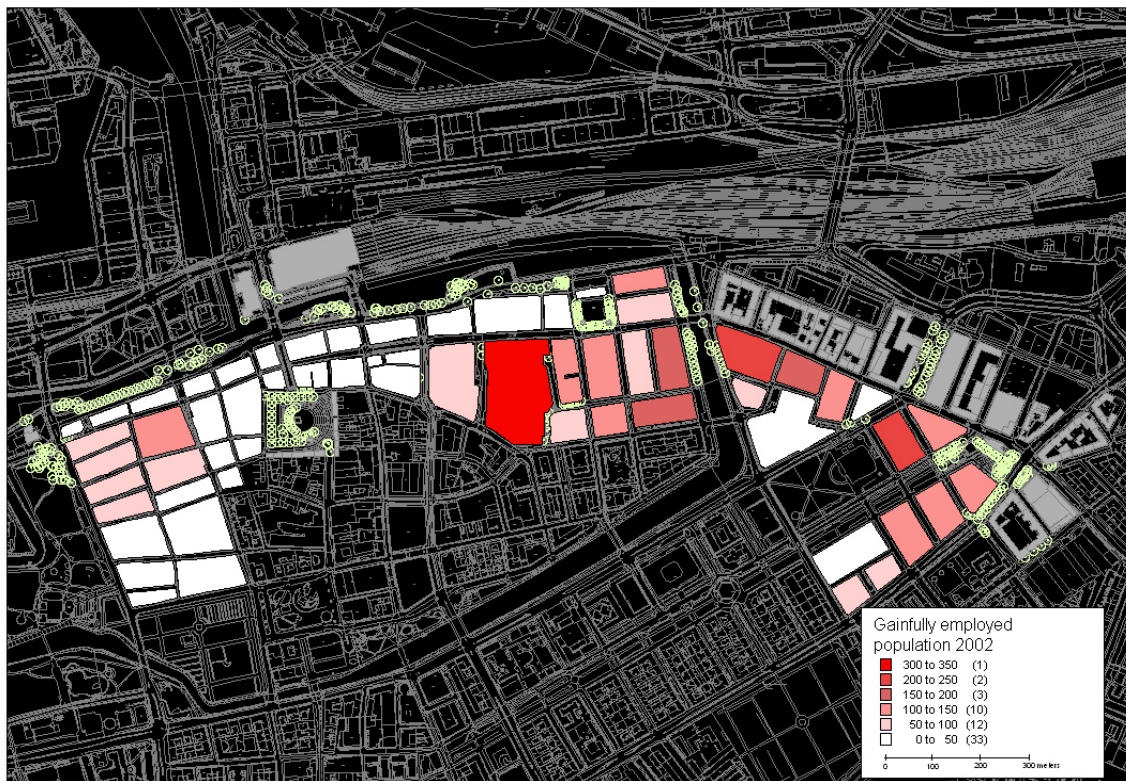 Gainfully employed
population 2002
300 to 350 (1)
200 to 250 (2)
150 to 200 (3)
100 to 150 (10)
50 to 100 (12)
0 to 50 (33)
0 100 200 300 meters